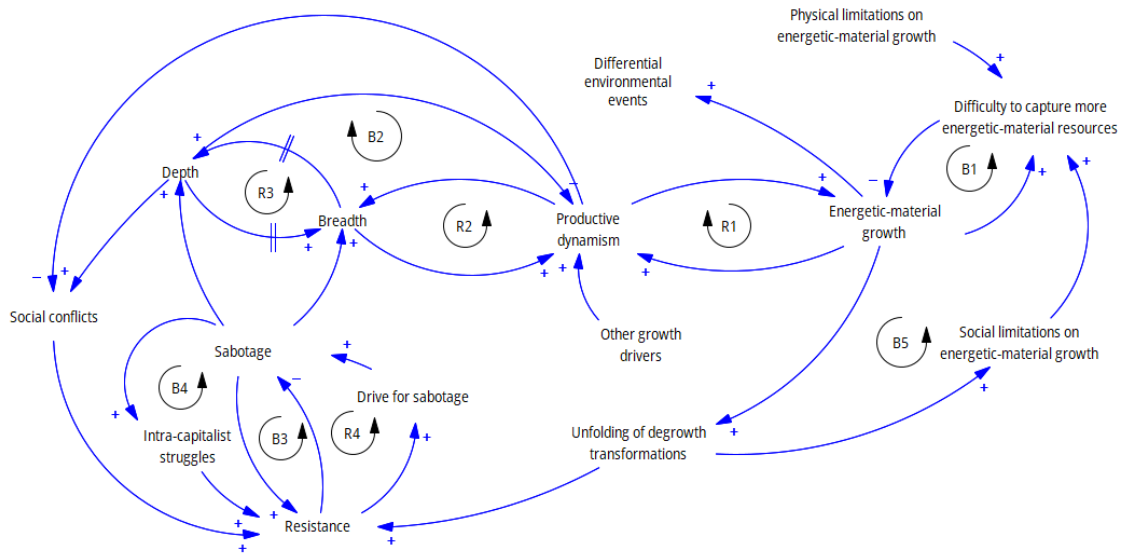 Physical limitations on
energetic-material growth
+
Differential
environmental
events
+
Difficulty to capture more
energetic-material resources
+
B2
+
Depth
+
R3
Breadth
+
+
+
R2
–
Productive
dynamism
+
+
+
R1
+
–
Energetic-material
growth
B1
+
+
–
+
Social conflicts
Sabotage
+
Other growth
drivers
B5
Social limitations on
energetic-material growth
+
B4
–
Drive for sabotage
+
+
Intra-capitalist
struggles
B3
R4
+
Unfolding of degrowth
transformations
+
+
+
+
Resistance
+